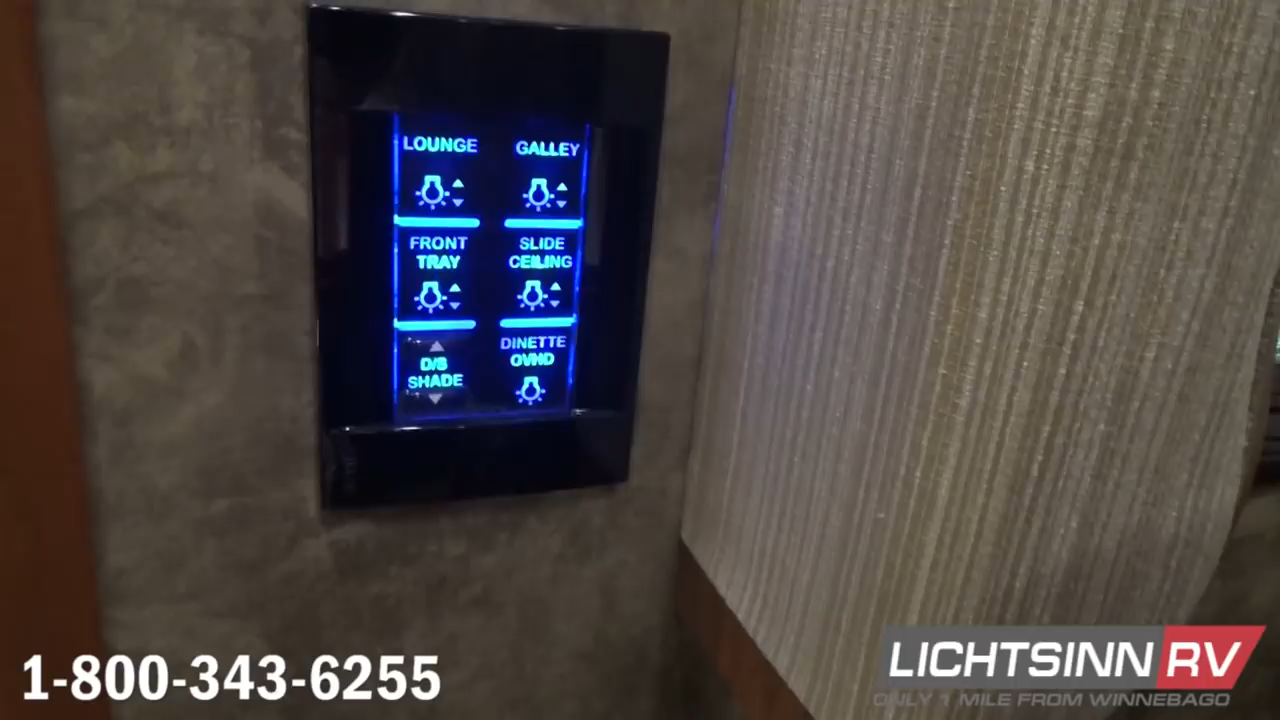 LOUNGE
GALLEY
FRONT
TRAY
SLIDE
CEILING
D/S
SHADE
DINETTE
OVHD
1-800-343-6255
LICHTSINN RV
ONLY 1 MILE FROM WINNEBAGO